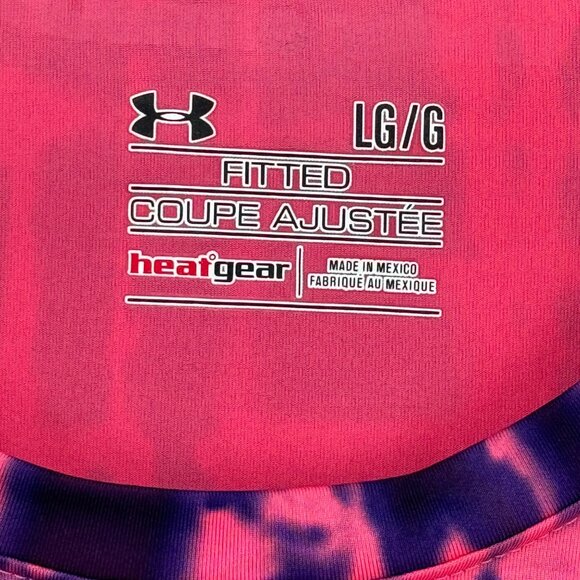 LG/G
FITTED
COUPE AJUSTÉE
heatgear
MADE IN MEXICO
FABRIQUÉ AU MEXIQUE